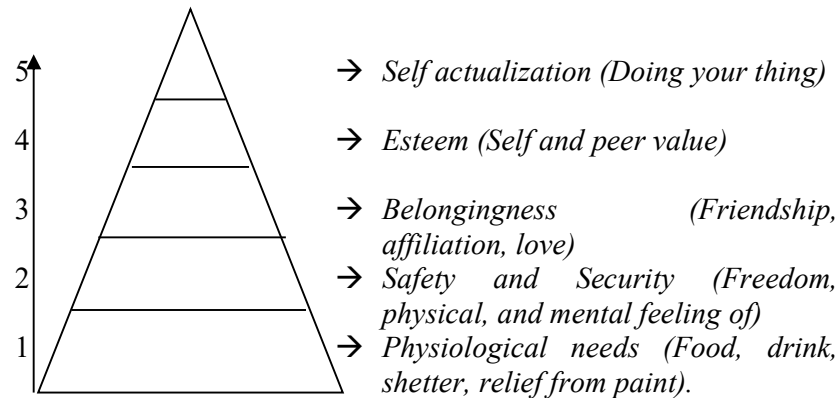 5 → Self actualization (Doing your thing)
4 → Esteem (Self and peer value)
3 → Belongingness (Friendship,
affiliation, love)
2 → Safety and Security (Freedom,
physical, and mental feeling of)
1 → Physiological needs (Food, drink,
shetter, relief from paint).